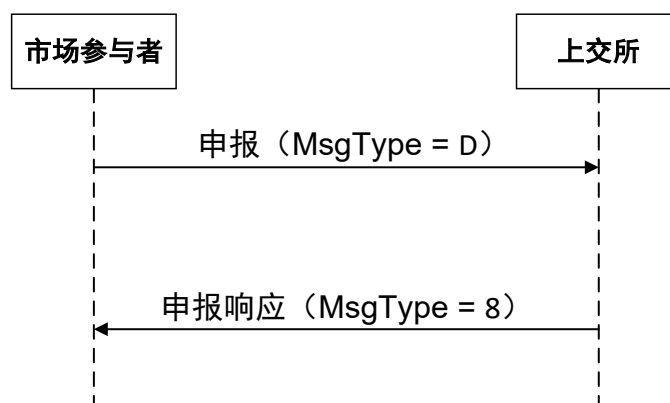 市场参与者
上交所
申报（MsgType = D）
申报响应（MsgType = 8）